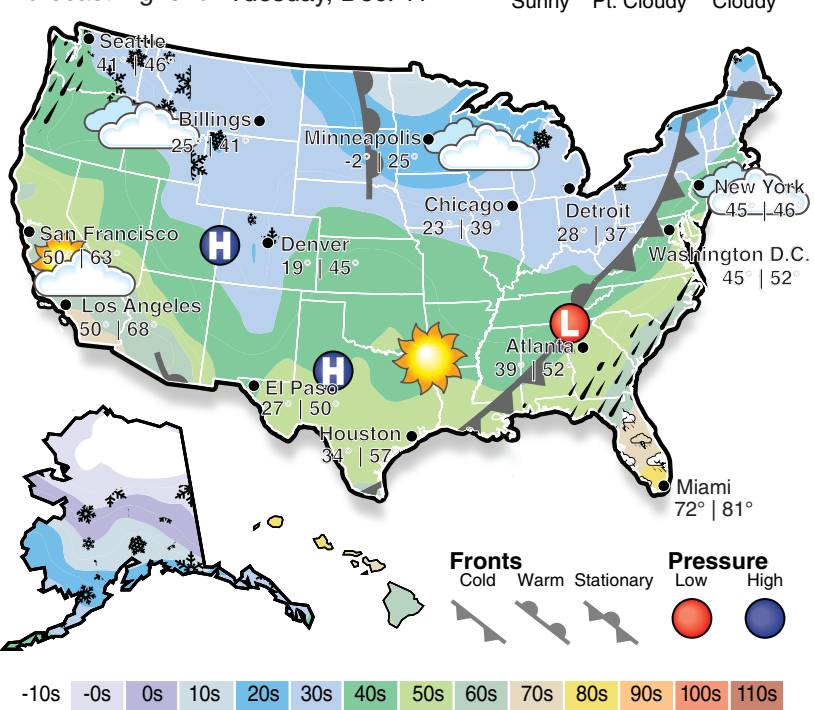 Sunny Pt. Cloudy Cloudy
Seattle
41° | 46°
Billings
25° | 41°
Minneapolis
-2° | 25°
New York
45° | 46
Chicago
23° | 39°
Detroit
28° | 37°
San Francisco
50° | 63°
H
Denver
19° | 45°
Washington D.C.
45° | 52°
Los Angeles
50° | 68°
L
Atlanta
39° | 52°
H
El Paso
27° | 50°
Houston
34° | 57°
Miami
72° | 81°
Fronts Pressure
Cold Warm Stationary Low High
-10s -0s 0s 10s 20s 30s 40s 50s 60s 70s 80s 90s 100s 110s